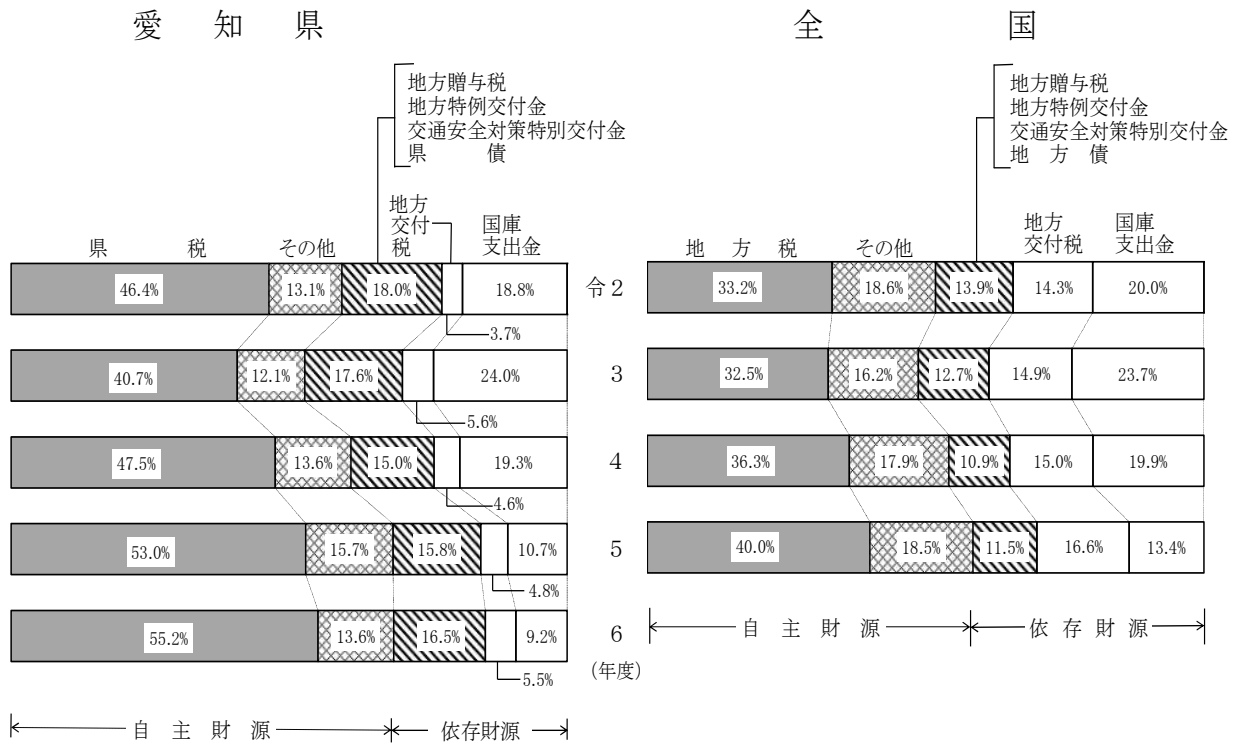 愛知県
地方贈与税
地方特例交付金
交通安全対策特別交付金
県債
県税 その他 地方交付税 国庫支出金
46.4% 13.1% 18.0% 18.8%
3.7%
40.7% 12.1% 17.6% 24.0%
5.6%
47.5% 13.6% 15.0% 19.3%
4.6%
53.0% 15.7% 15.8% 10.7%
4.8%
55.2% 13.6% 16.5% 9.2%
5.5%
自主財源 依存財源
令2
3
4
5
6
(年度)
全国
地方贈与税
地方特例交付金
交通安全対策特別交付金
地方債
地方税 その他 地方交付税 国庫支出金
33.2% 18.6% 13.9% 14.3% 20.0%
32.5% 16.2% 12.7% 14.9% 23.7%
36.3% 17.9% 10.9% 15.0% 19.9%
40.0% 18.5% 11.5% 16.6% 13.4%
自主財源 依存財源